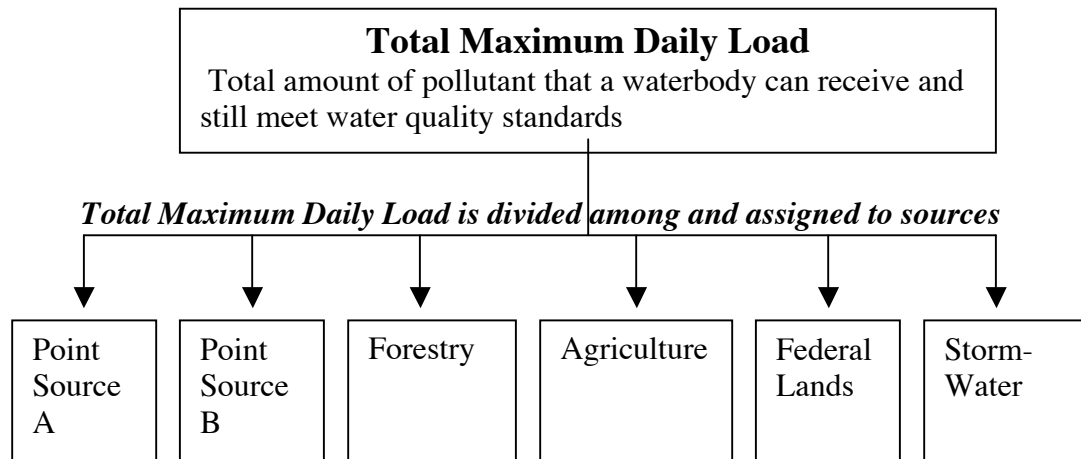 Total Maximum Daily Load
Total amount of pollutant that a waterbody can receive and
still meet water quality standards
Total Maximum Daily Load is divided among and assigned to sources
Point
Source
A
Point
Source
B
Forestry
Agriculture
Federal
Lands
Storm-
Water